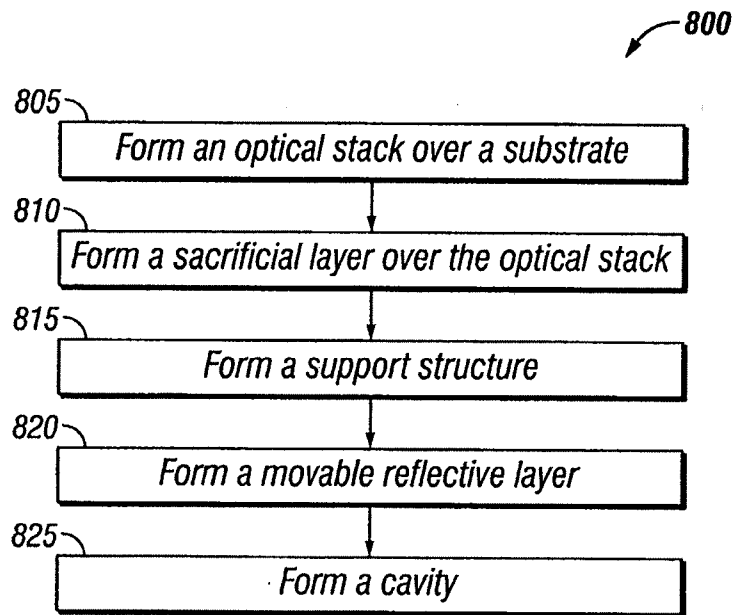 800
805
Form an optical stack over a substrate
810
Form a sacrificial layer over the optical stack
815
Form a support structure
820
Form a movable reflective layer
825
Form a cavity